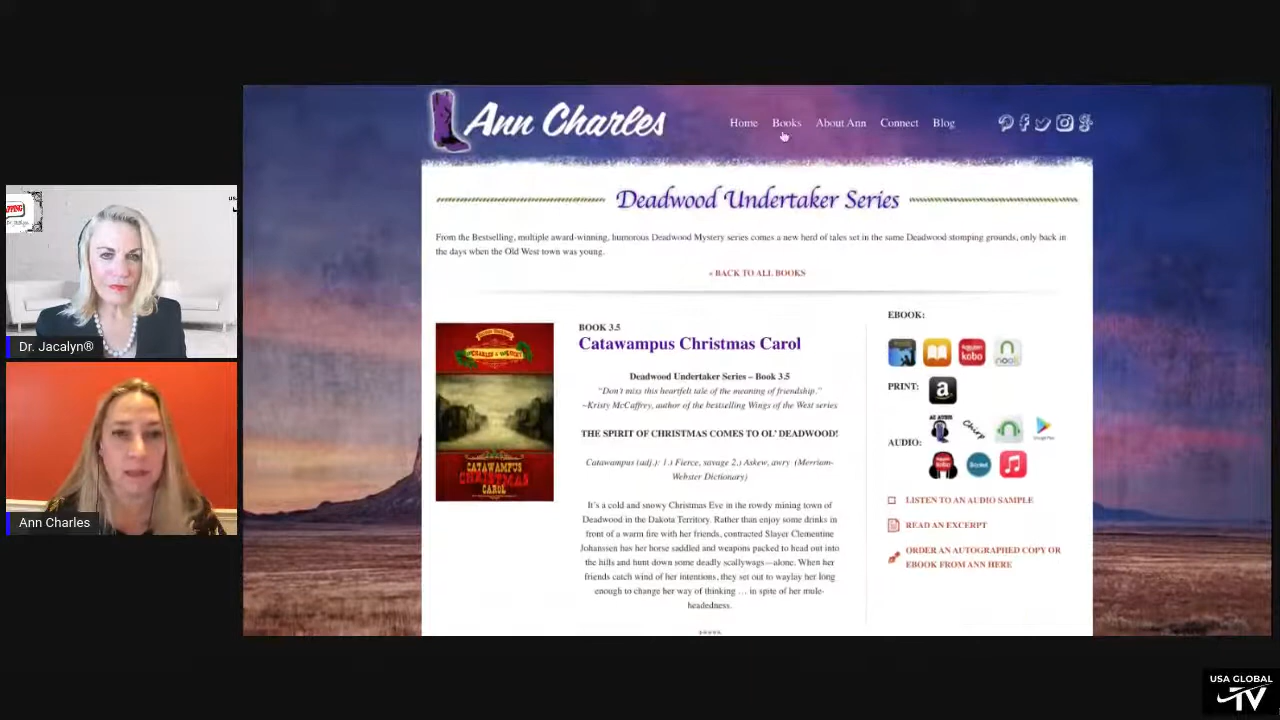 Ann Charles
Home Books About Ann Connect Blog
Deadwood Undertaker Series
From the Bestselling, multiple award-winning, humorous Deadwood Mystery series comes a new herd of tales set in the same Deadwood stomping grounds, only back in
the days when the Old West town was young.
« BACK TO ALL BOOKS
BOOK 3.5
Catawampus Christmas Carol
Deadwood Undertaker Series – Book 3.5
"Don't miss this heartfelt tale of the meaning of friendship."
~Kristy McCaffrey, author of the bestselling Wings of the West series
THE SPIRIT OF CHRISTMAS COMES TO OL' DEADWOOD!
Catawampus (adj.): 1.) Fierce, savage 2.) Askew, awry (Merriam-
Webster Dictionary)
It's a cold and snowy Christmas Eve in the rowdy mining town of
Deadwood in the Dakota Territory. Rather than enjoy some drinks in
front of a warm fire with her friends, contracted Slayer Clementine
Johanssen has her horse saddled and weapons packed to head out into
the hills and hunt down some deadly scallywags—alone. When her
friends catch wind of her intentions, they set out to waylay her long
enough to change her way of thinking … in spite of her mule-
headedness.
CATAWAMPUS
CHRISTMAS
CAROL
EBOOK:
kobo
nook
PRINT:
a
AUDIO:
Chirp
LISTEN TO AN AUDIO SAMPLE
READ AN EXCERPT
ORDER AN AUTOGRAPHED COPY OR
EBOOK FROM ANN HERE
Dr. Jacalyn®
Ann Charles
USA GLOBAL
TV